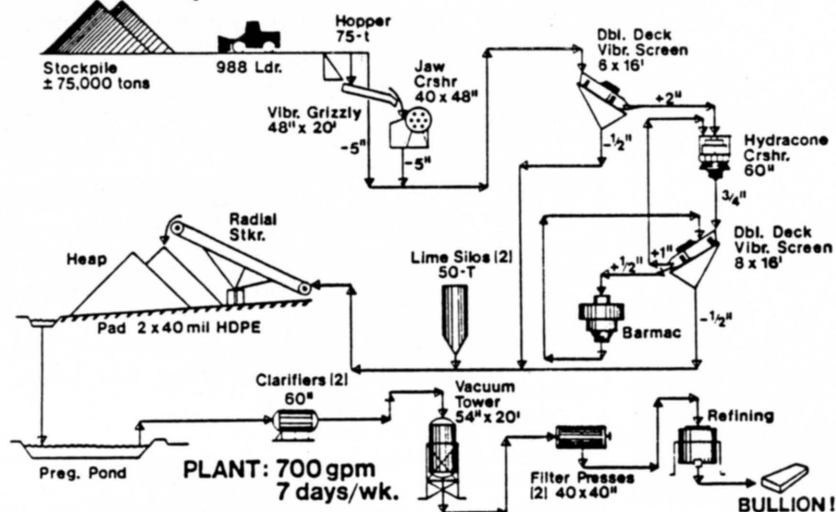 Stockpile
± 75,000 tons
988 Ldr.
Hopper
75-t
Vibr. Grizzly
48" x 20'
Jaw
Crshr
40 x 48"
-5"
-5"
Dbl. Deck
Vibr. Screen
6 x 16'
+2"
-1/2"
Hydracone
Crshr.
60"
3/4"
Dbl. Deck
Vibr. Screen
8 x 16'
+1"
+1/2"
Barmac
-1/2"
Lime Silos [2]
50-T
Radial
Stkr.
Heap
Pad 2 x 40 mil HDPE
Preg. Pond
Clarifiers [2]
60"
Vacuum
Tower
54" x 20'
Filter Presses
[2] 40 x 40"
Refining
BULLION!
PLANT: 700 gpm
7 days/wk.